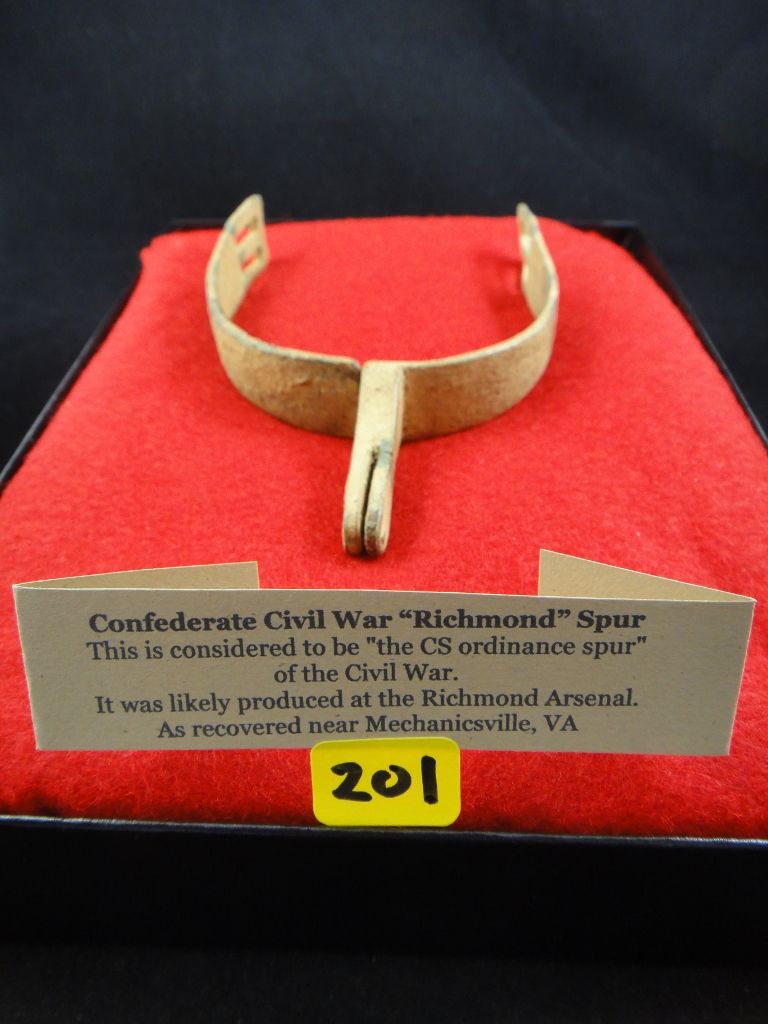 Confederate Civil War “Richmond” Spur
This is considered to be "the CS ordinance spur"
of the Civil War.
It was likely produced at the Richmond Arsenal.
As recovered near Mechanicsville, VA
201